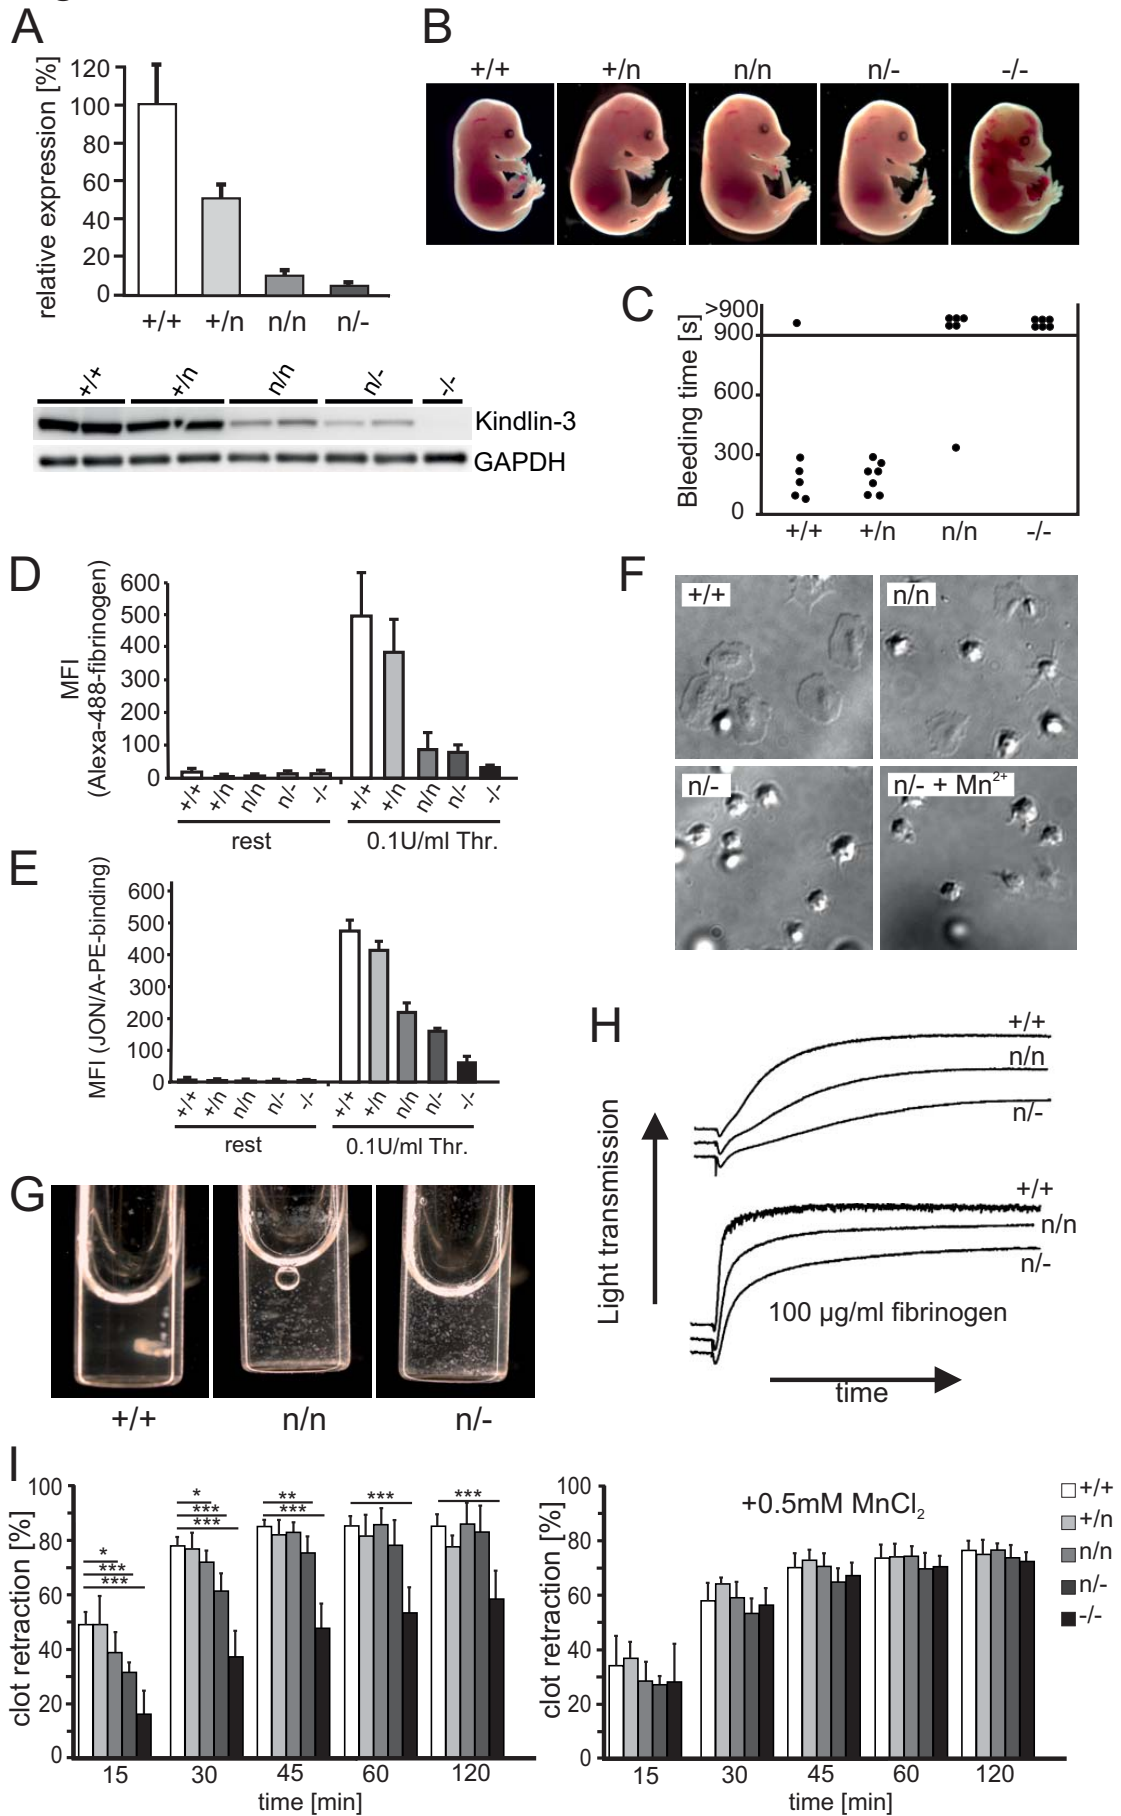 A
relative expression [%]
120
100
80
60
40
20
0
+/+ +/n n/n n/-
+/+ +/n n/n n/- -/-
Kindlin-3
GAPDH
B
+/+ +/n n/n n/- -/-
C
Bleeding time [s]
>900
900
600
300
0
+/+ +/n n/n -/-
D
MFI
(Alexa-488-fibrinogen)
600
500
400
300
200
100
0
+/+ +/n n/n n/- -/- +/+ +/n n/n n/- -/-
rest 0.1U/ml Thr.
E
MFI (JON/A-PE-binding)
600
500
400
300
200
100
0
+/+ +/n n/n n/- -/- +/+ +/n n/n n/- -/-
rest 0.1U/ml Thr.
F
+/+ n/n
n/- n/- + Mn²⁺
G
+/+ n/n n/-
H
Light transmission
+/+
n/n
n/-
+/+
n/n
n/-
100 µg/ml fibrinogen
time
I
clot retraction [%]
100
80
60
40
20
0
*
***
***
*
***
***
**
***
***
***
15 30 45 60 120
time [min]
clot retraction [%]
100
80
60
40
20
0
+0.5mM MnCl₂
15 30 45 60 120
time [min]
+/+
+/n
n/n
n/-
-/-